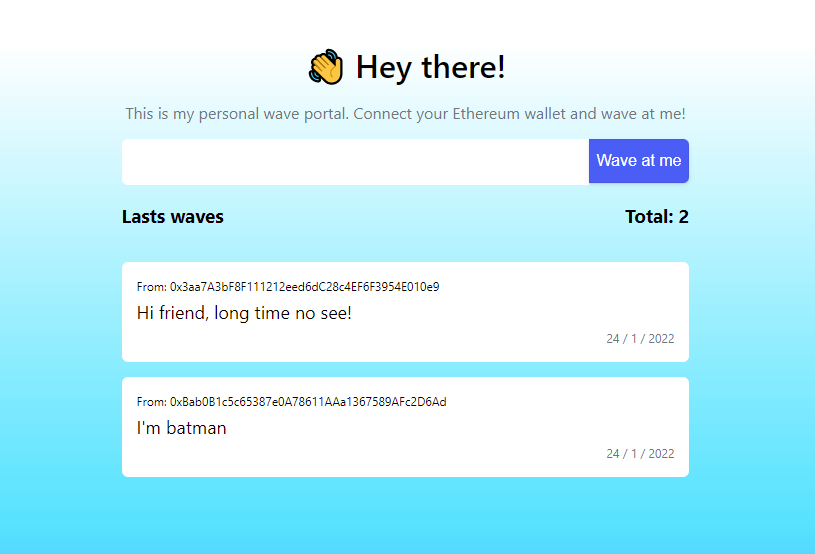 Hey there!
This is my personal wave portal. Connect your Ethereum wallet and wave at me!
Wave at me
Lasts waves
Total: 2
From: 0x3aa7A3bF8F111212eed6dC28c4EF6F3954E010e9
Hi friend, long time no see!
24 / 1 / 2022
From: 0xBab0B1c5c65387e0A78611AAa1367589AFc2D6Ad
I'm batman
24 / 1 / 2022